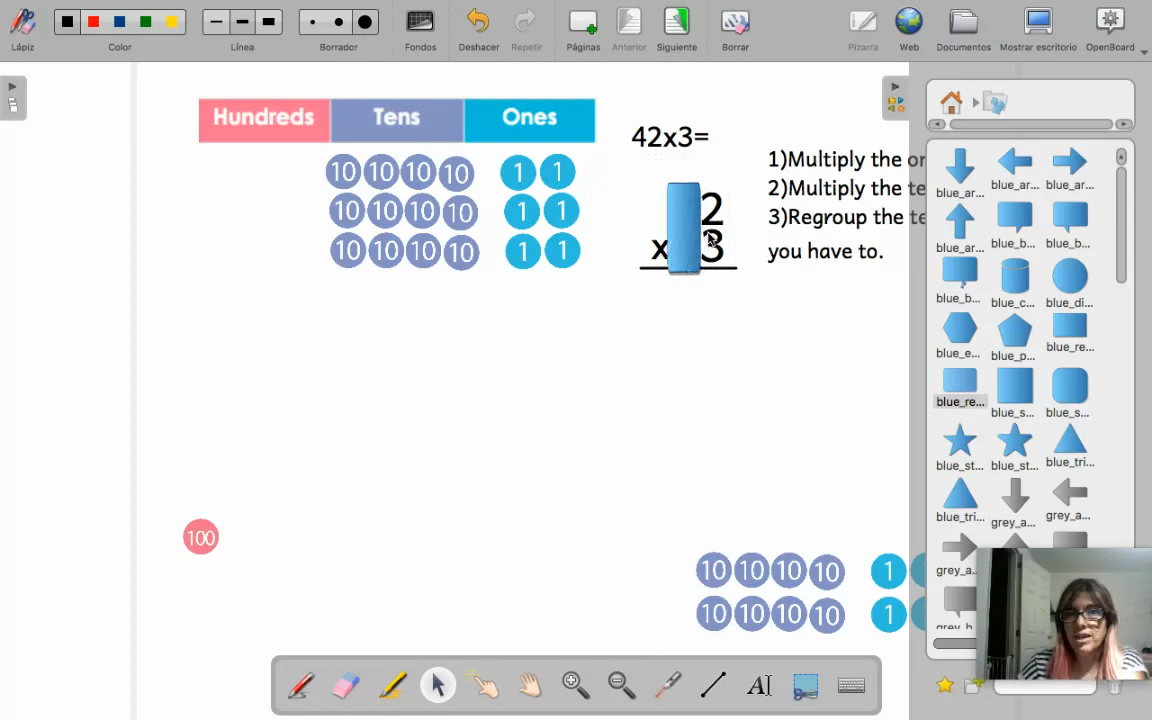 Lápiz Color Línea Borrador Fondos Deshacer Repetir Páginas Anterior Siguiente Borrar Pizarra Web Documentos Mostrar escritorio OpenBoard
Hundreds Tens Ones
42x3=
10 10 10 10 1 1
10 10 10 10 1 1
10 10 10 10 1 1
2
x 3
1)Multiply the or
2)Multiply the te
3)Regroup the te
you have to.
100
10 10 10 10 1
10 10 10 10 1
blue_ar... blue_ar... blue_ar...
blue_ar... blue_b... blue_b...
blue_b... blue_c... blue_di...
blue_e... blue_p... blue_re...
blue_re... blue_s... blue_s...
blue_st... blue_st... blue_tri...
blue_tri... grey_a... grey_a...
grey_a...
grey_b
AI